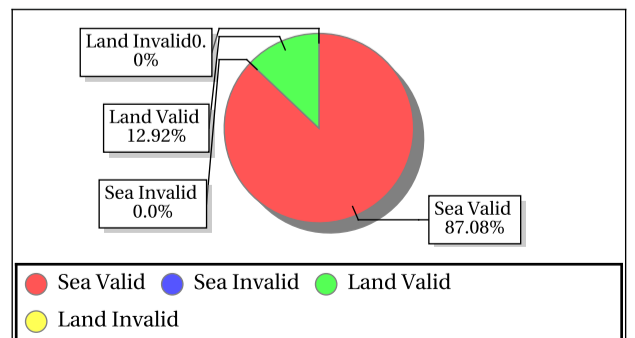 Land Invalid0.
0%
Land Valid
12.92%
Sea Invalid
0.0%
Sea Valid
87.08%
Sea Valid Sea Invalid Land Valid
Land Invalid